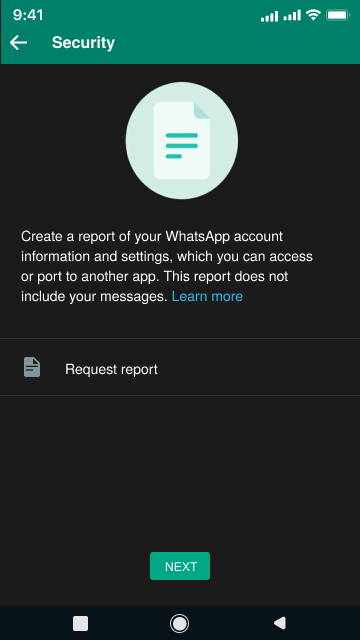 9:41
Security
Create a report of your WhatsApp account
information and settings, which you can access
or port to another app. This report does not
include your messages. Learn more
Request report
NEXT